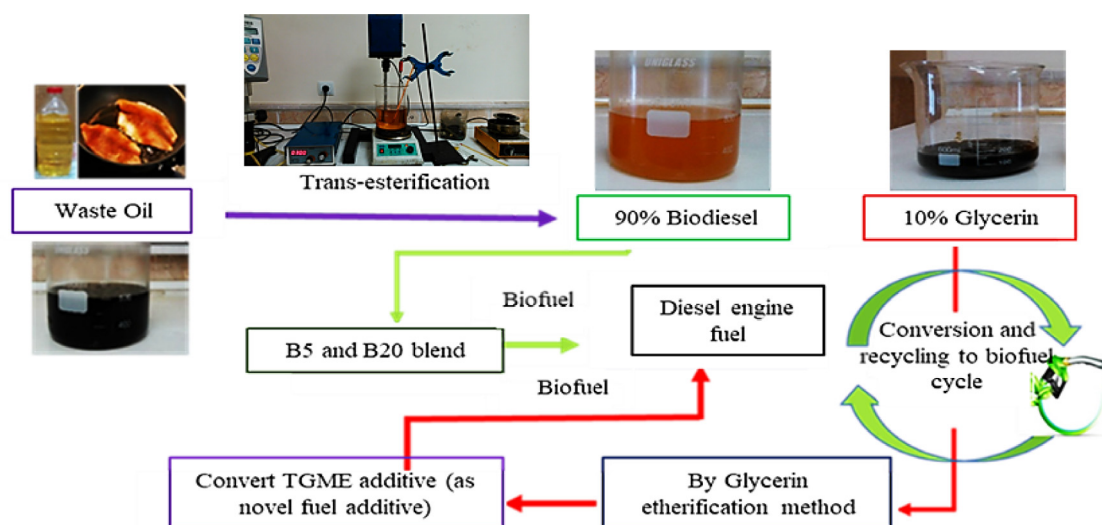 UNIGLASS
Trans-esterification
Waste Oil
90% Biodiesel
10% Glycerin
Biofuel
Diesel engine
fuel
B5 and B20 blend
Biofuel
Conversion and
recycling to biofuel
cycle
Convert TGME additive (as
novel fuel additive)
By Glycerin
etherification method